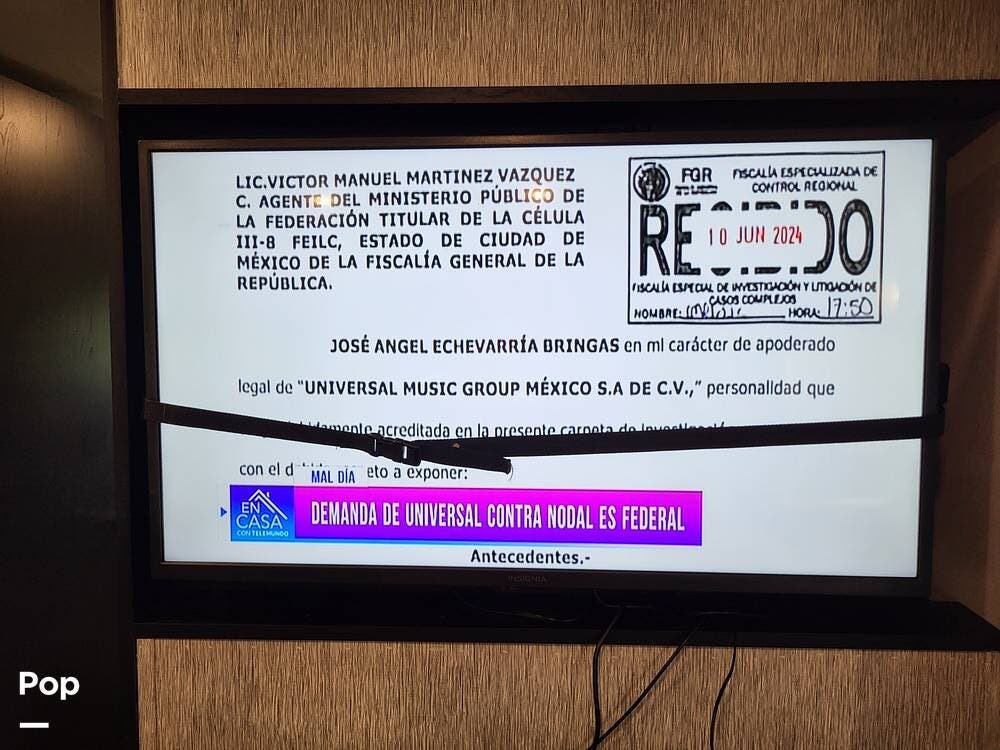 LIC.VICTOR MANUEL MARTINEZ VAZQUEZ
C. AGENTE DEL MINISTERIO PÚBLICO DE
LA FEDERACIÓN TITULAR DE LA CÉLULA
III-8 FEILC, ESTADO DE CIUDAD DE
MÉXICO DE LA FISCALÍA GENERAL DE LA
REPÚBLICA.
FGR
FISCALÍA ESPECIALIZADA DE
CONTROL REGIONAL
RECIBIDO
10 JUN 2024
FISCALÍA ESPECIAL DE INVESTIGACIÓN Y LITIGACIÓN DE
CASOS COMPLEJOS
NOMBRE: HORA: 17:50
JOSÉ ANGEL ECHEVARRÍA BRINGAS en mi carácter de apoderado
legal de "UNIVERSAL MUSIC GROUP MÉXICO S.A DE C.V.," personalidad que
acreditada en la presente carpeta de
con el a exponer:
MAL DÍA
EN
CASA
CON TELEMUNDO
DEMANDA DE UNIVERSAL CONTRA NODAL ES FEDERAL
Antecedentes.-
INSIGNIA
Pop